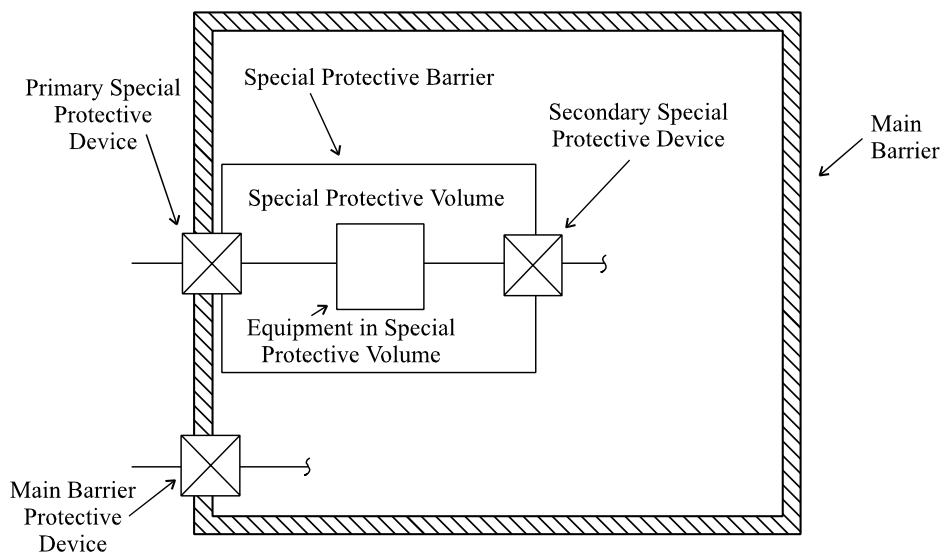 Primary Special
Protective
Device
Special Protective Barrier
Secondary Special
Protective Device
Main
Barrier
Special Protective Volume
Equipment in Special
Protective Volume
Main Barrier
Protective
Device